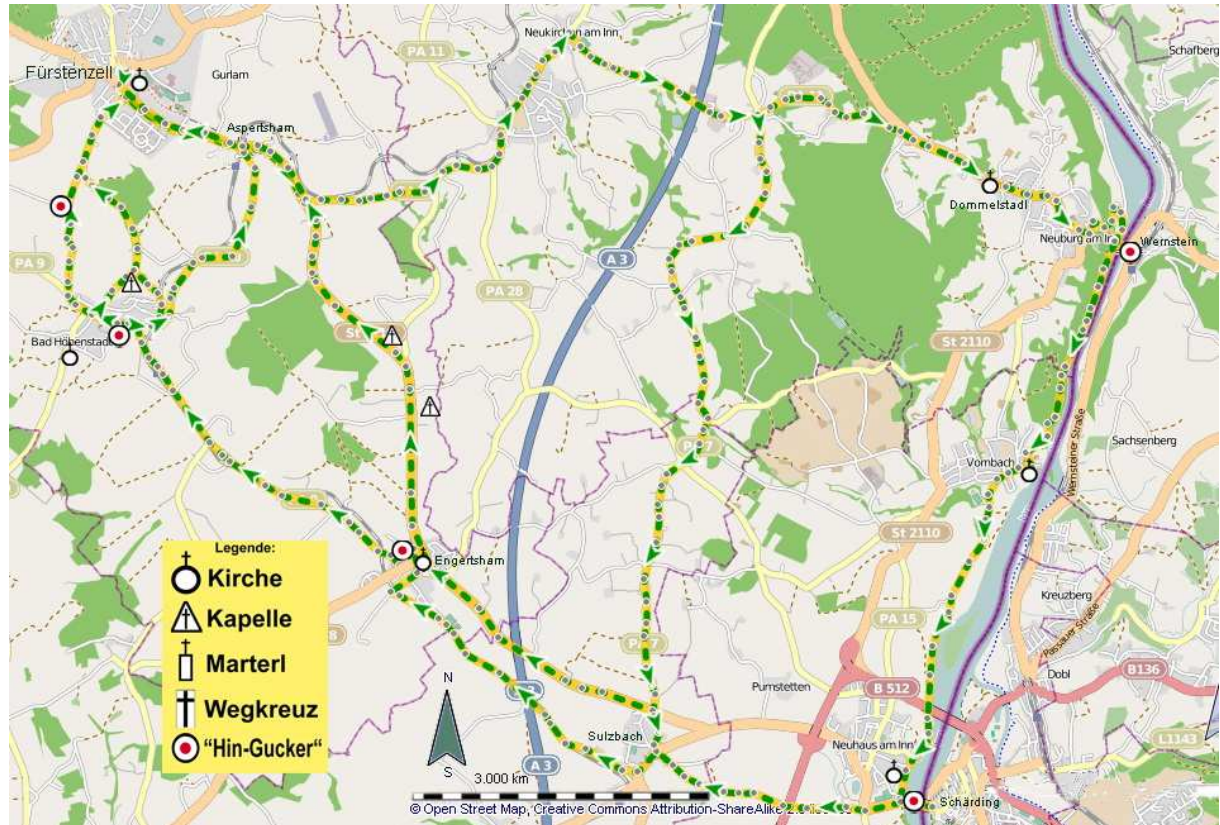 Neukirchen am Inn
PA 11
Schafberg
Fürstenzell
Gurlam
Aspertsham
Dommelstadl
Neuburg am Inn
Wernstein
PA 9
A 3
PA 28
St 2110
Bad Höhenstadt
Wernsteiner Straße
Sachsenberg
Vornbach
St 2110
Engertsham
Kreuzberg
Passauer Straße
PA 15
Dobl
B136
Purnstetten
B 512
L1143
Sulzbach
Neuhaus am Inn
A 3
Schärding
Legende:
Kirche
Kapelle
Marterl
Wegkreuz
"Hin-Gucker"
N
S
3.000 km
© Open Street Map, Creative Commons Attribution-ShareAlike